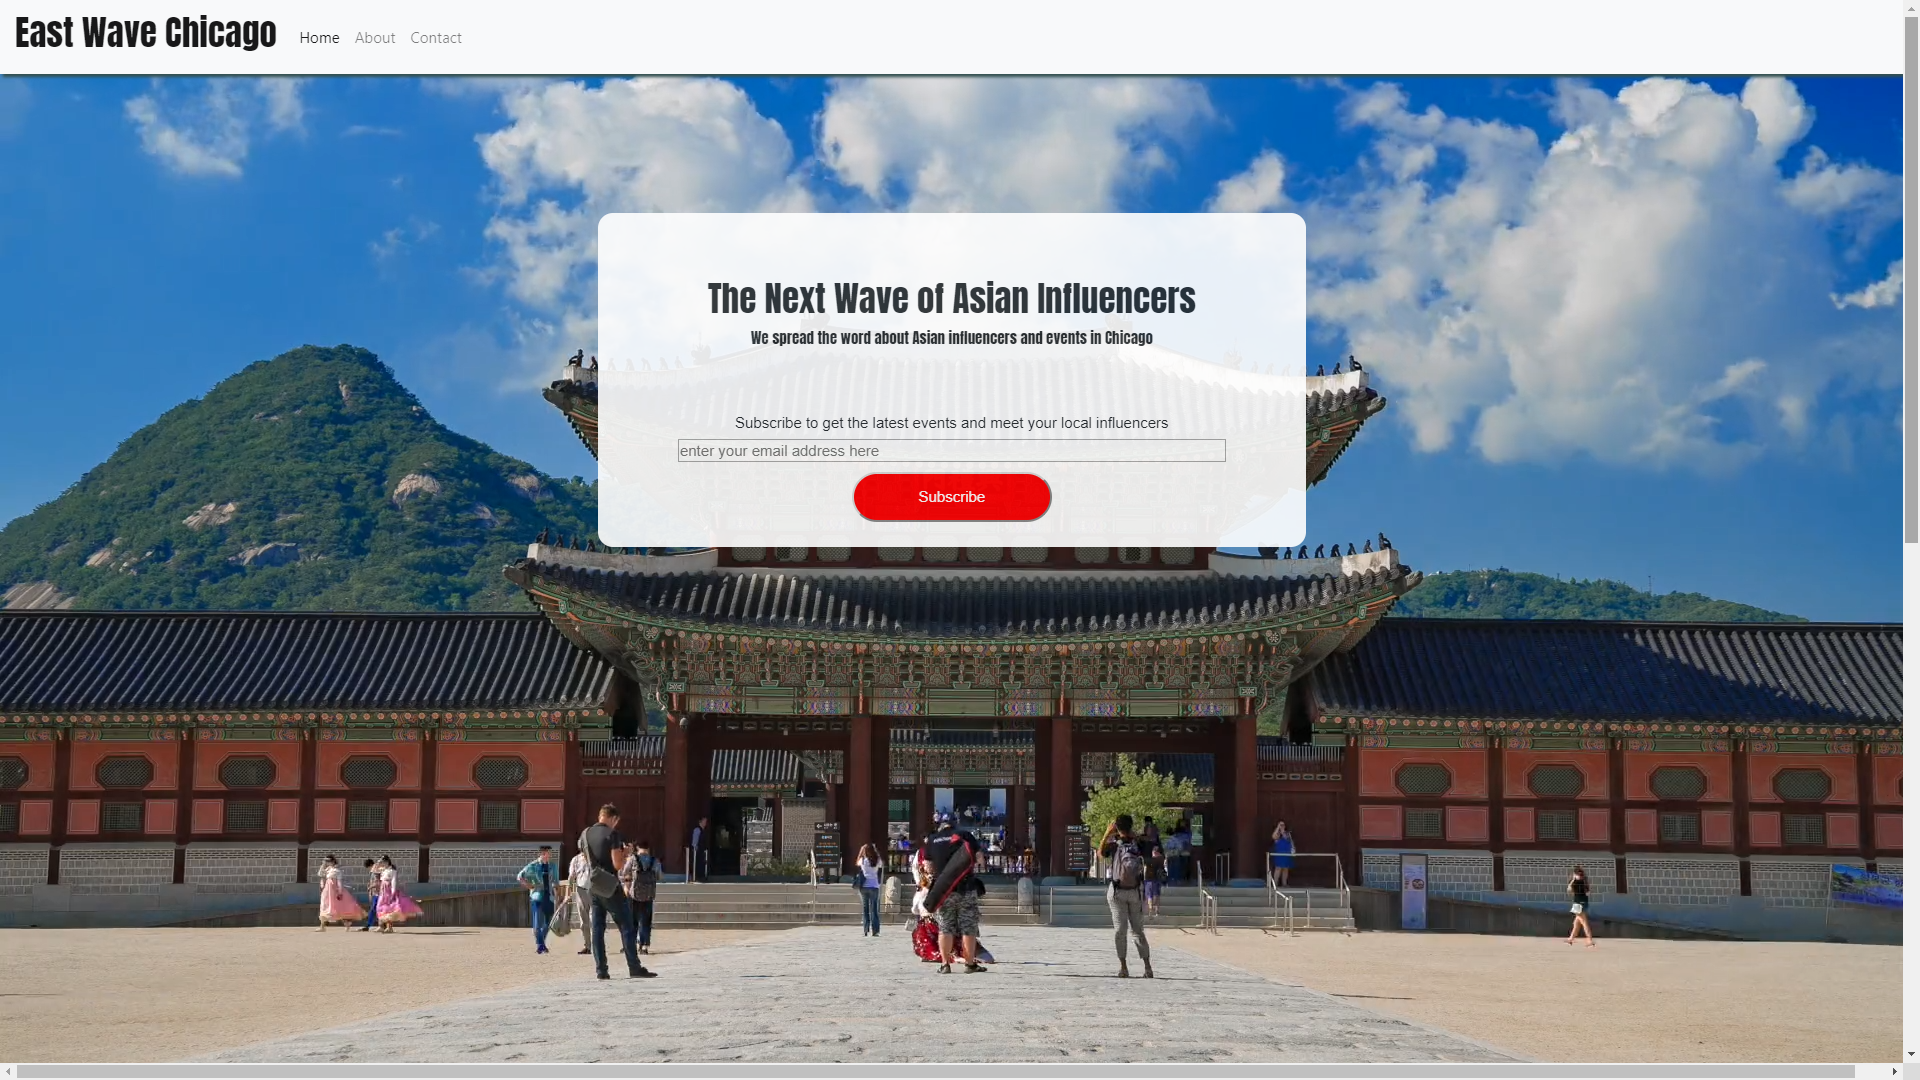 East Wave Chicago
Home About Contact
The Next Wave of Asian Influencers
We spread the word about Asian influencers and events in Chicago
Subscribe to get the latest events and meet your local influencers
enter your email address here
Subscribe